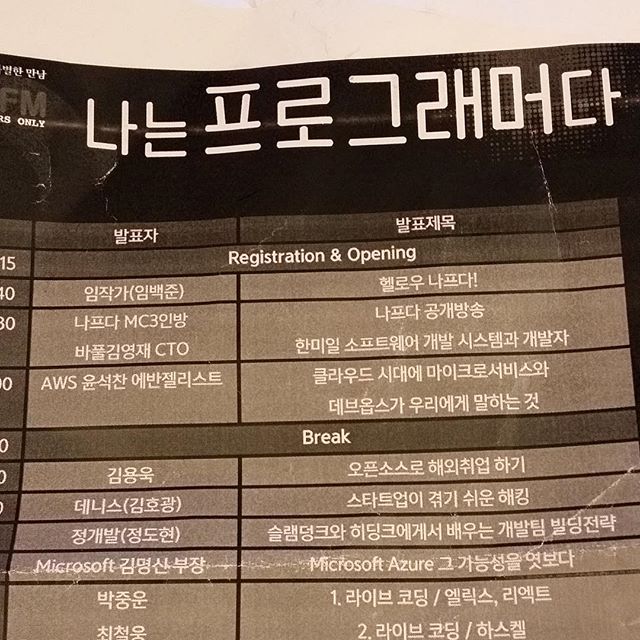 별한 만남
FM
RS ONLY
나는 프로그래머다
발표자 발표제목
15 Registration & Opening
40 임작가(임백준) 헬로우 나프다!
30 나프다 MC3인방 나프다 공개방송
바풀김영재 CTO 한미일 소프트웨어 개발 시스템과 개발자
00 AWS 윤석찬 에반젤리스트 클라우드 시대에 마이크로서비스와
데브옵스가 우리에게 말하는 것
0 Break
0 김용욱 오픈소스로 해외취업 하기
0 데니스(김호광) 스타트업이 겪기 쉬운 해킹
정개발(정도현) 슬램덩크와 히딩크에게서 배우는 개발팀 빌딩전략
Microsoft 김명신 부장 Microsoft Azure 그 가능성을 엿보다
박중운 1. 라이브 코딩 / 엘릭스, 리엑트
최철웅 2. 라이브 코딩 / 하스켈